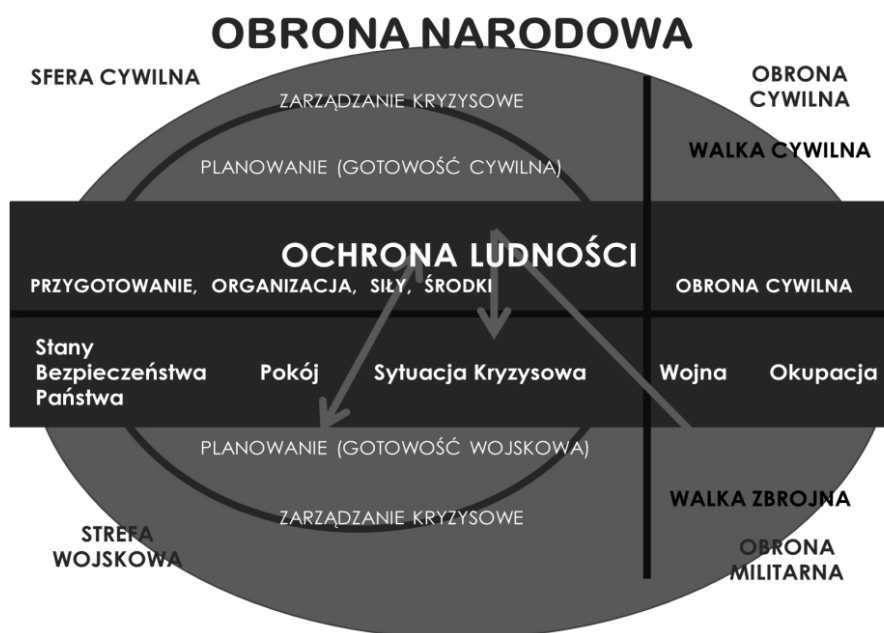 OBRONA NARODOWA
SFERA CYWILNA
OBRONA
CYWILNA
ZARZĄDZANIE KRYZYSOWE
WALKA CYWILNA
PLANOWANIE (GOTOWOŚĆ CYWILNA)
OCHRONA LUDNOŚCI
PRZYGOTOWANIE, ORGANIZACJA, SIŁY, ŚRODKI
OBRONA CYWILNA
Stany
Bezpieczeństwa
Państwa
Pokój
Sytuacja Kryzysowa
Wojna
Okupacja
PLANOWANIE (GOTOWOŚĆ WOJSKOWA)
WALKA ZBROJNA
ZARZĄDZANIE KRYZYSOWE
STREFA
WOJSKOWA
OBRONA
MILITARNA